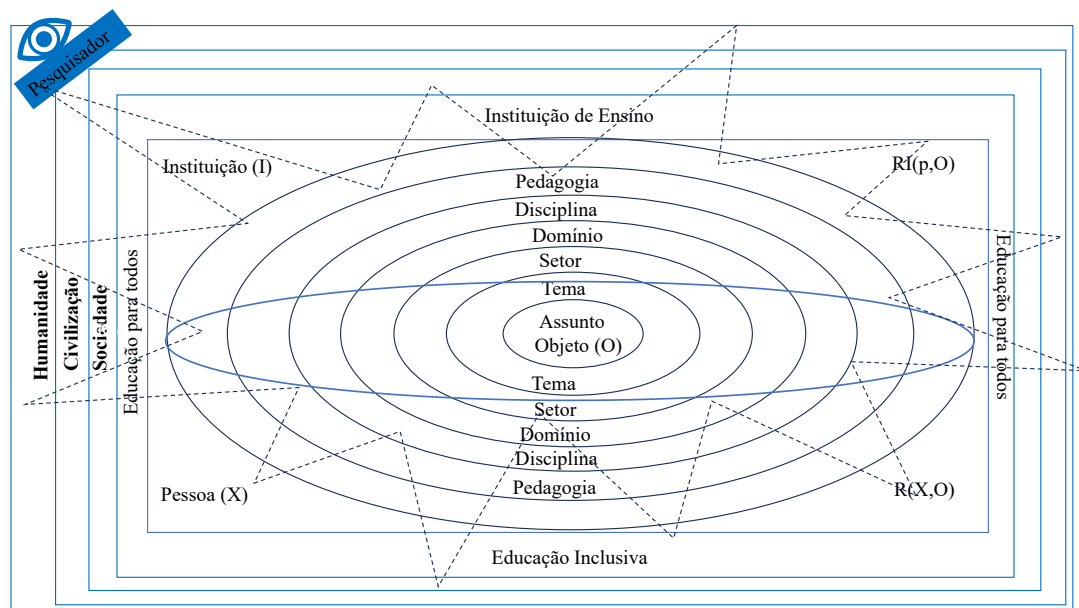 Pesquisador
Instituição de Ensino
Instituição (I)
RI(p,O)
Pedagogia
Disciplina
Domínio
Setor
Tema
Assunto
Objeto (O)
Tema
Setor
Domínio
Disciplina
Pedagogia
Humanidade
Civilização
Sociedade
Educação para todos
Educação para todos
Pessoa (X)
R(X,O)
Educação Inclusiva